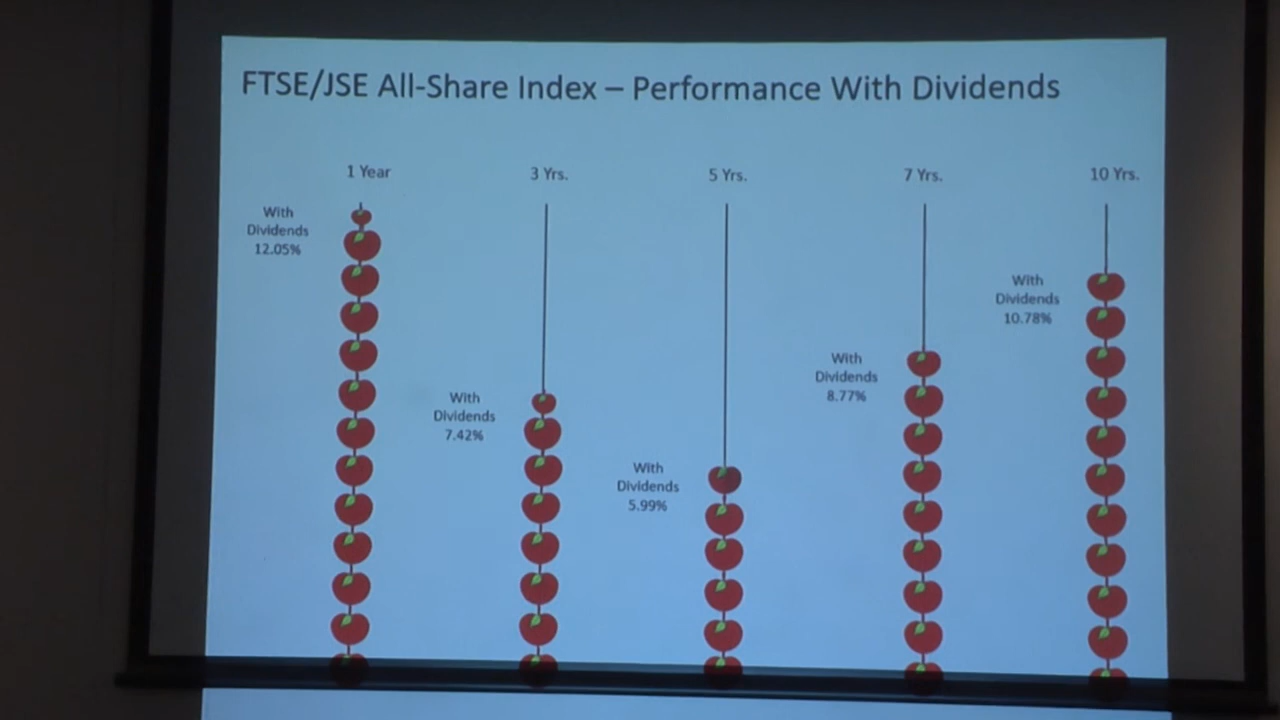 FTSE/JSE All-Share Index – Performance With Dividends
1 Year
3 Yrs.
5 Yrs.
7 Yrs.
10 Yrs.
With
Dividends
12.05%
With
Dividends
7.42%
With
Dividends
5.99%
With
Dividends
8.77%
With
Dividends
10.78%